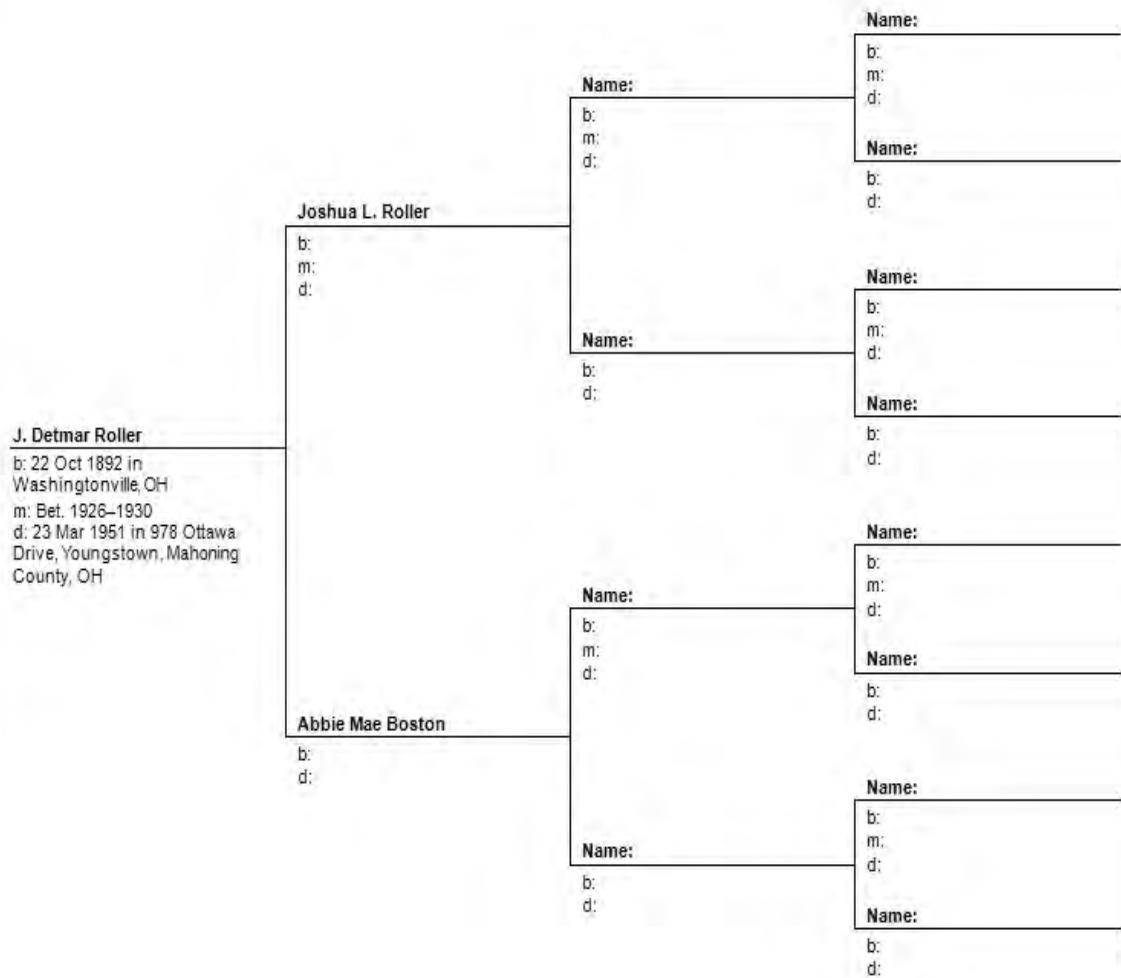 Name:
b:
m:
d:
Name:
b:
m:
d:
Name:
b:
d:
Joshua L. Roller
b:
m:
d:
Name:
b:
m:
d:
Name:
b:
d:
Name:
b:
d:
J. Detmar Roller
b: 22 Oct 1892 in
Washingtonville, OH
m: Bet. 1926–1930
d: 23 Mar 1951 in 978 Ottawa
Drive, Youngstown, Mahoning
County, OH
Name:
b:
m:
d:
Name:
b:
m:
d:
Name:
b:
d:
Abbie Mae Boston
b:
d:
Name:
b:
m:
d:
Name:
b:
d:
Name:
b:
d: